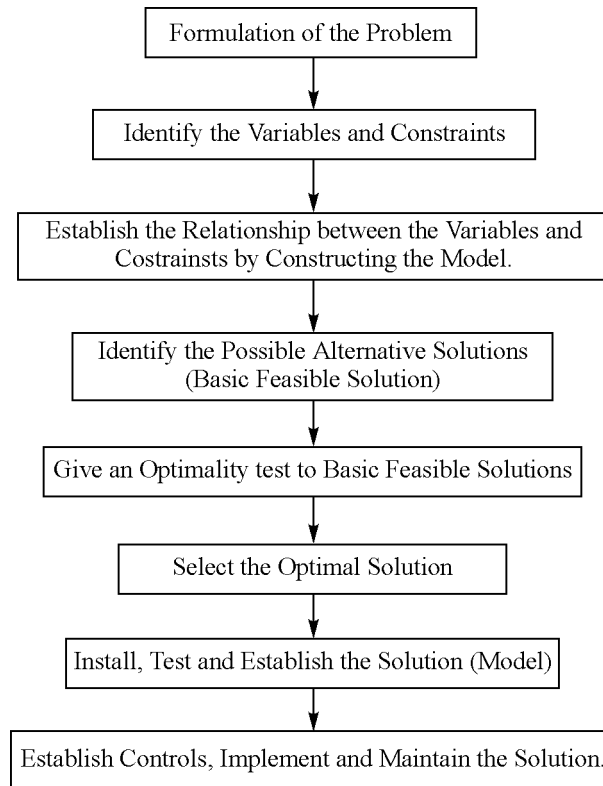 Formulation of the Problem
Identify the Variables and Constraints
Establish the Relationship between the Variables and
Costrainsts by Constructing the Model.
Identify the Possible Alternative Solutions
(Basic Feasible Solution)
Give an Optimality test to Basic Feasible Solutions
Select the Optimal Solution
Install, Test and Establish the Solution (Model)
Establish Controls, Implement and Maintain the Solution.